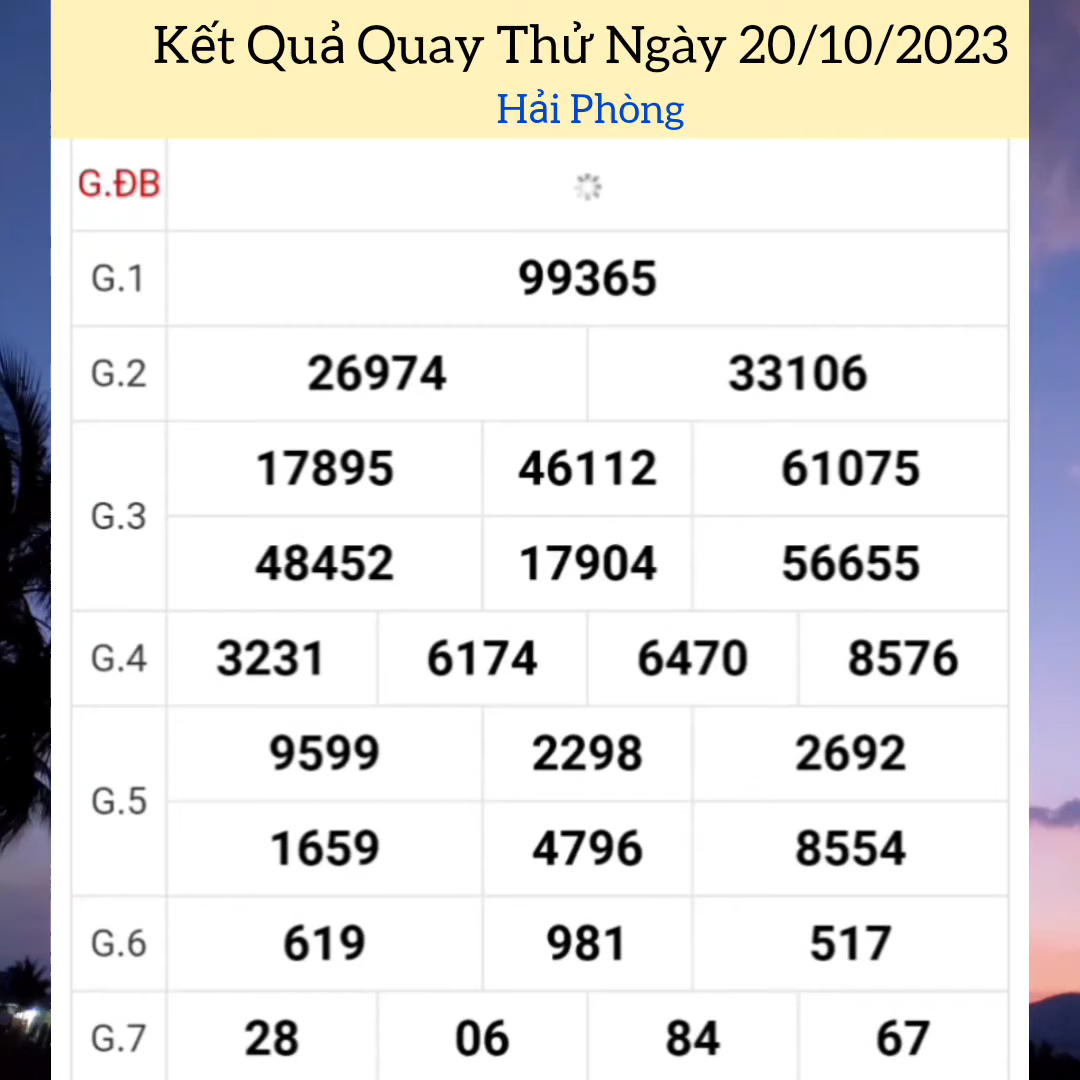 Kết Quả Quay Thử Ngày 20/10/2023
Hải Phòng
G.ĐB
G.1 99365
G.2 26974 33106
G.3
17895 46112 61075
48452 17904 56655
G.4 3231 6174 6470 8576
G.5
9599 2298 2692
1659 4796 8554
G.6 619 981 517
G.7 28 06 84 67